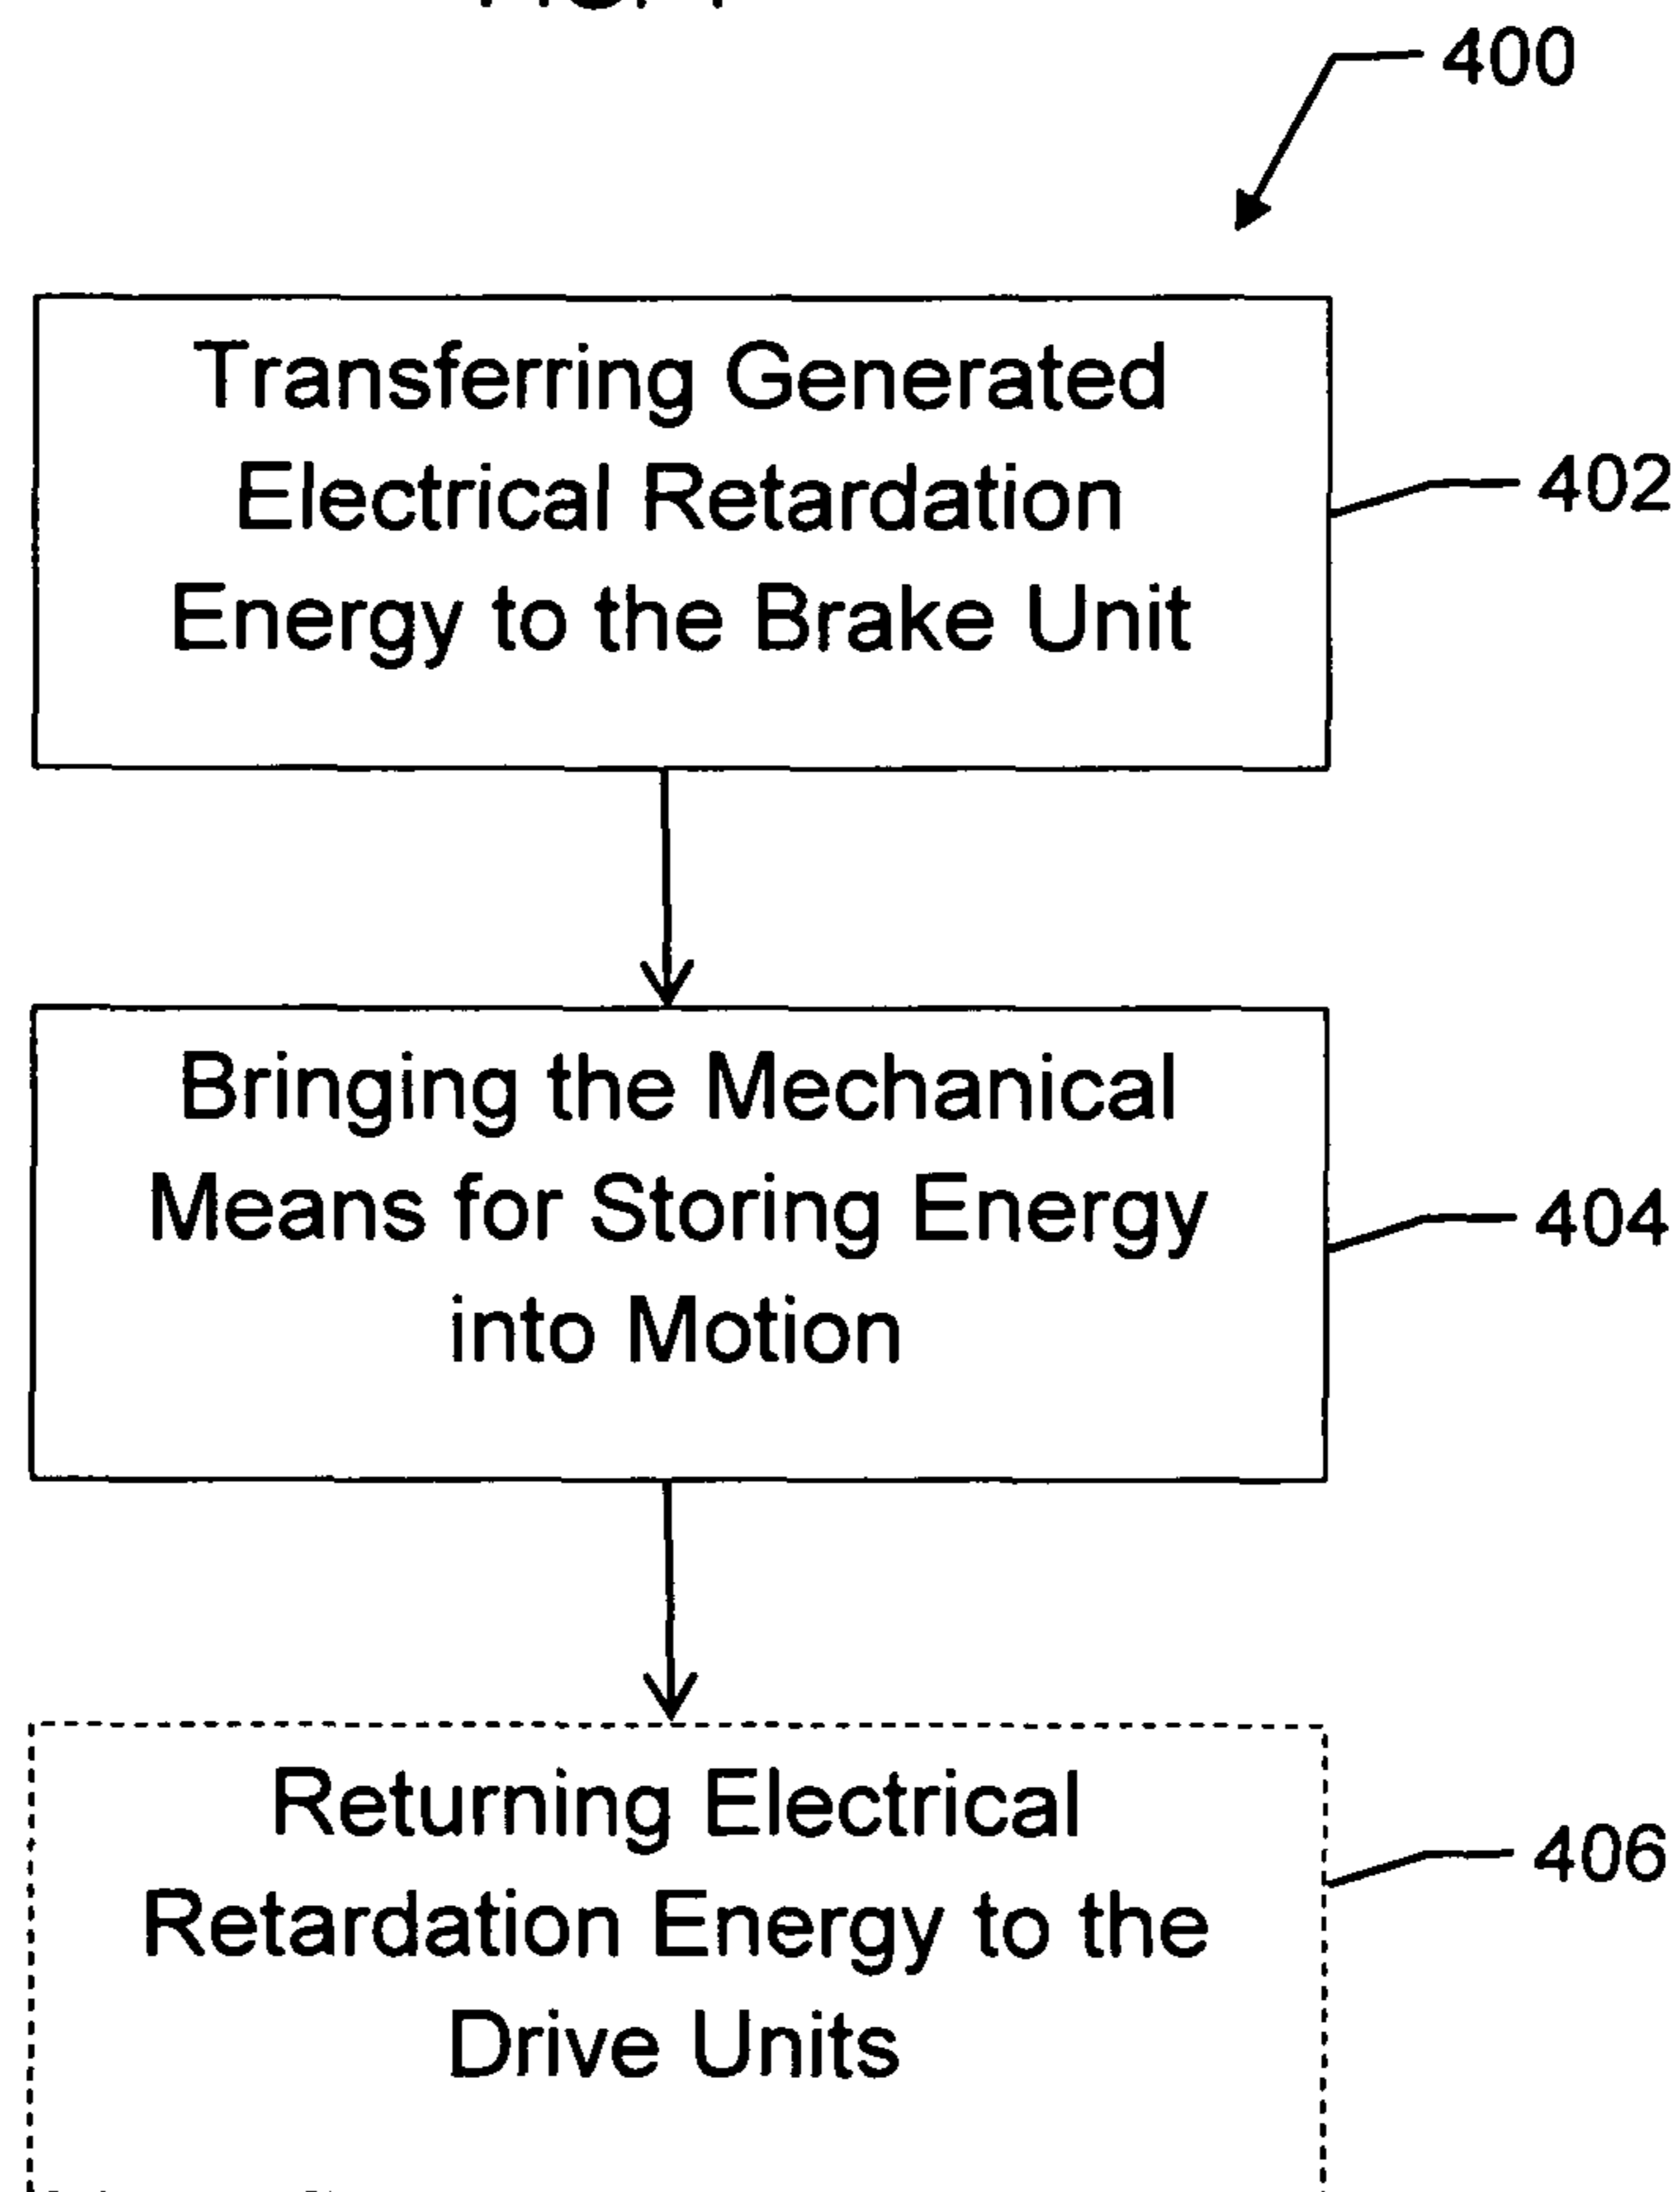 400
Transferring Generated
Electrical Retardation
Energy to the Brake Unit
402
Bringing the Mechanical
Means for Storing Energy
into Motion
404
Returning Electrical
Retardation Energy to the
Drive Units
406